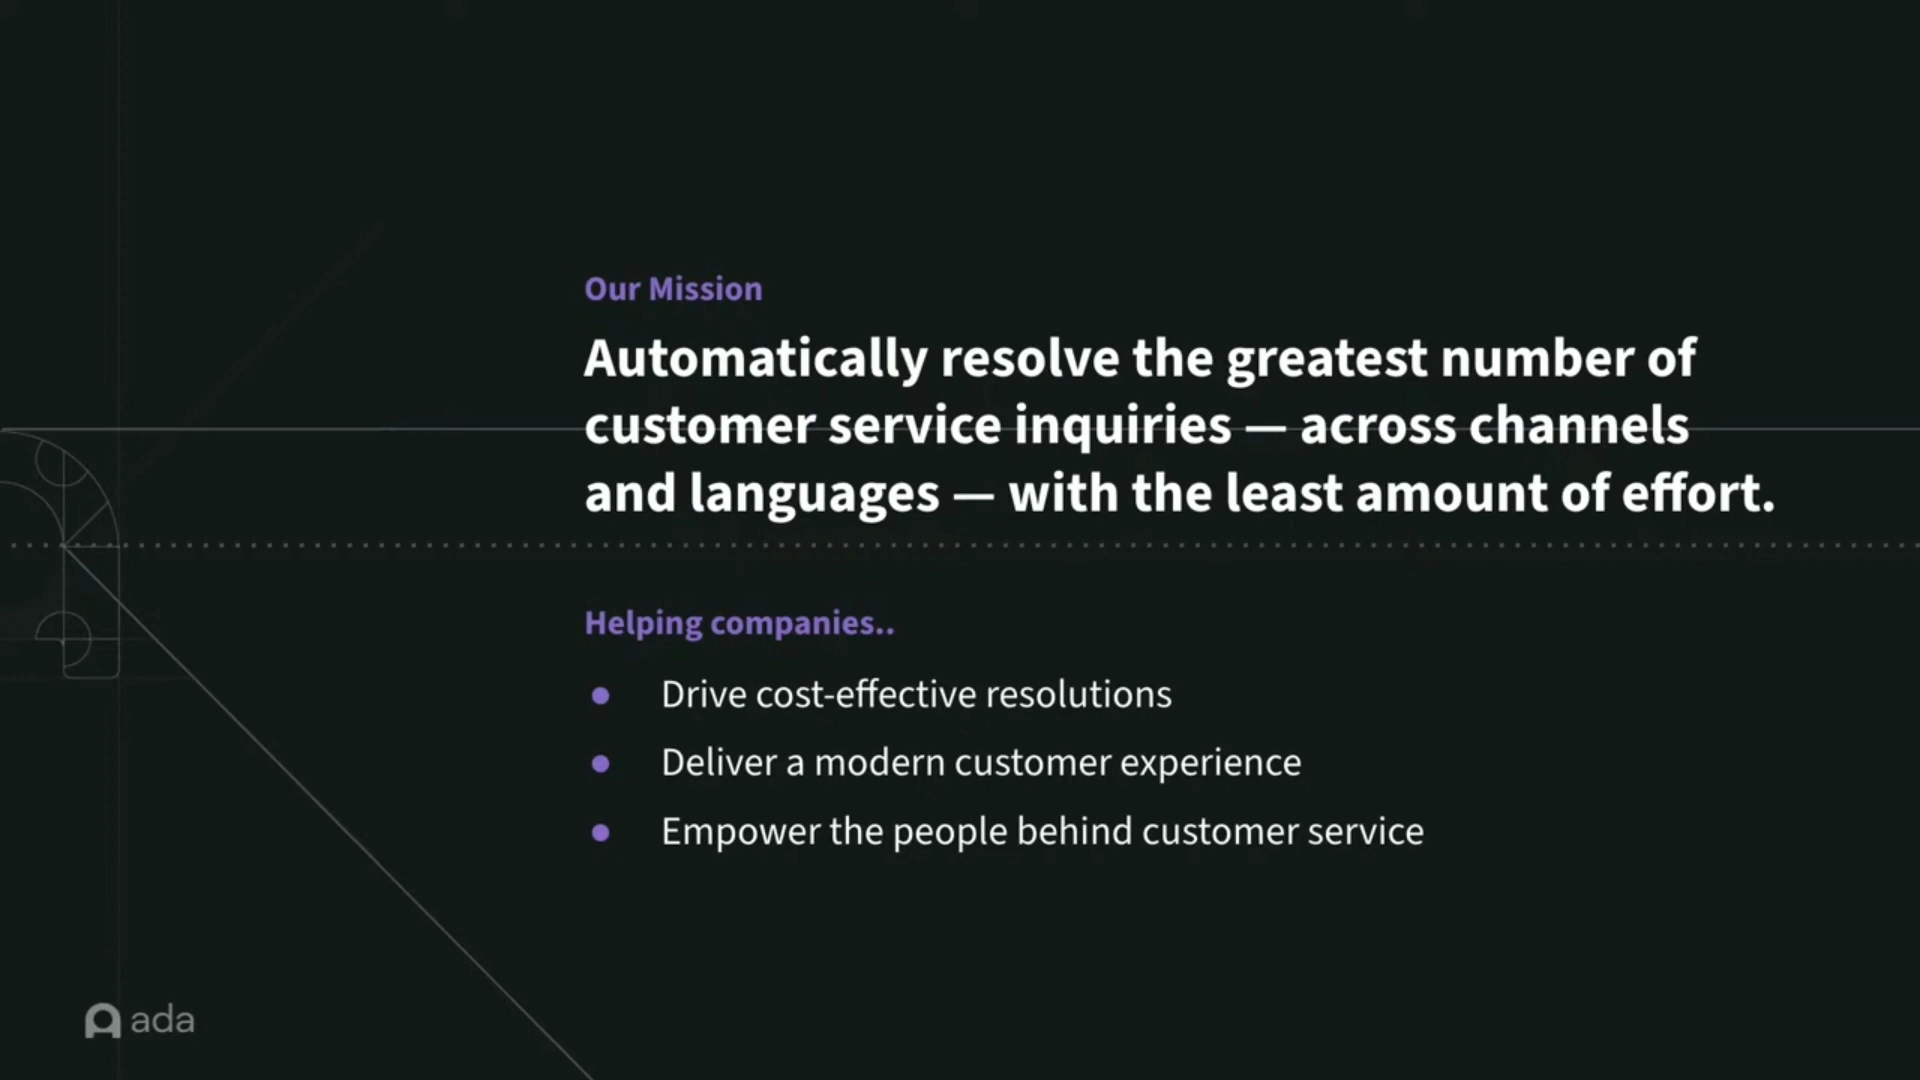 Our Mission
Automatically resolve the greatest number of
customer service inquiries — across channels
and languages — with the least amount of effort.
Helping companies..
● Drive cost-effective resolutions
● Deliver a modern customer experience
● Empower the people behind customer service
ada